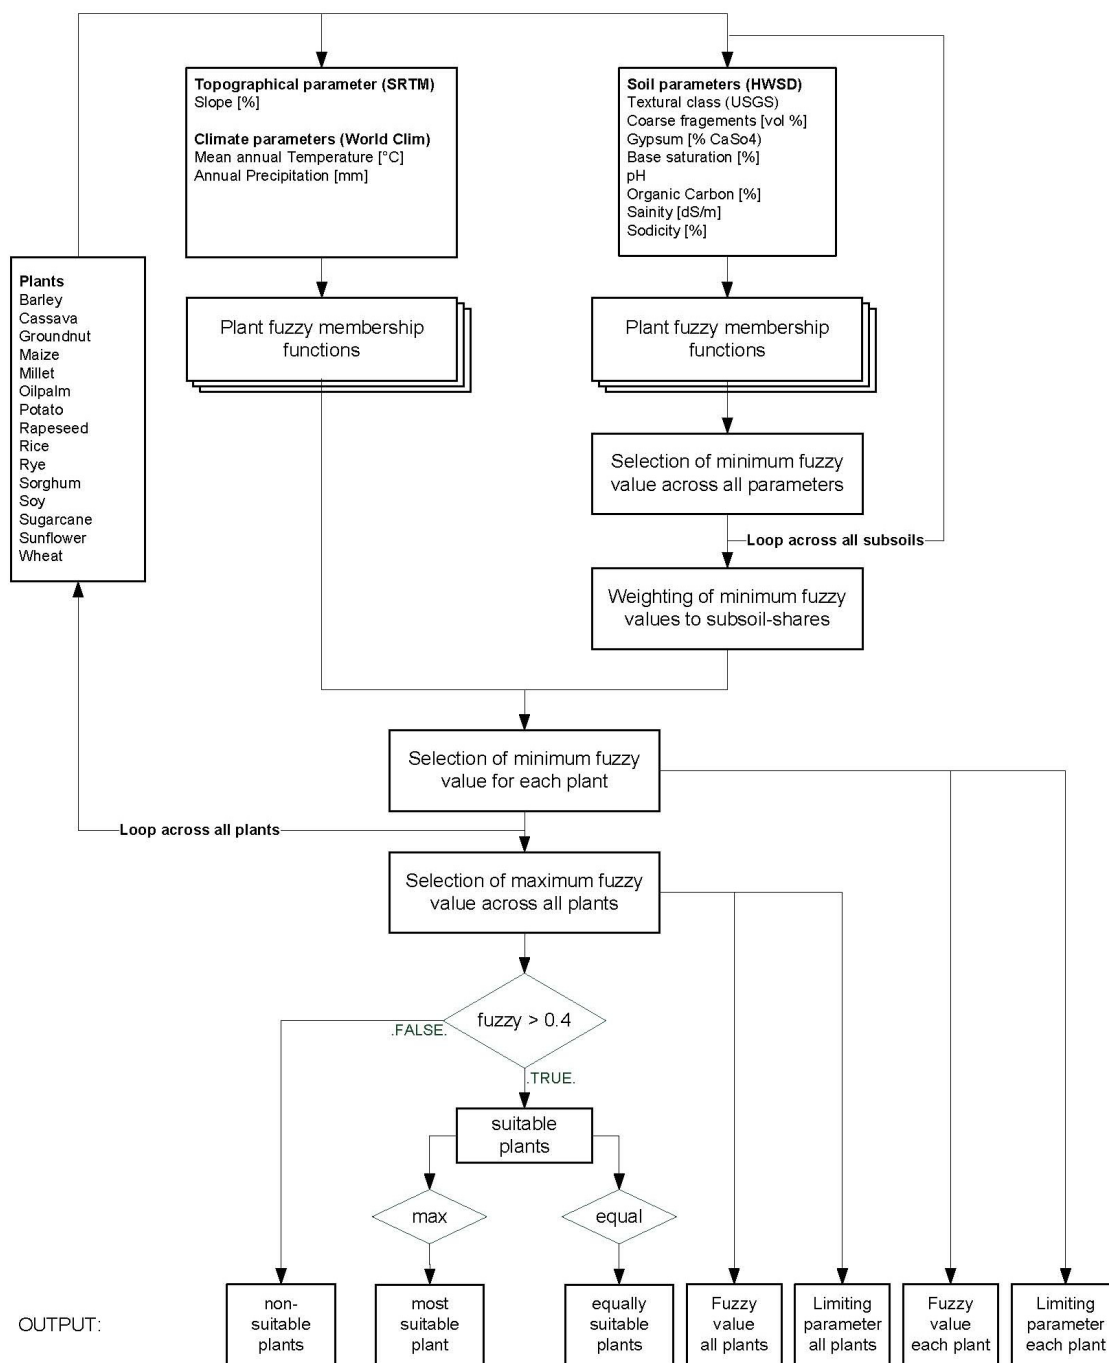 Topographical parameter (SRTM)
Slope [%]
Climate parameters (World Clim)
Mean annual Temperature [°C]
Annual Precipitation [mm]
Soil parameters (HWSD)
Textural class (USGS)
Coarse fragements [vol %]
Gypsum [% CaSo4)
Base saturation [%]
pH
Organic Carbon [%]
Sainity [dS/m]
Sodicity [%]
Plants
Barley
Cassava
Groundnut
Maize
Millet
Oilpalm
Potato
Rapeseed
Rice
Rye
Sorghum
Soy
Sugarcane
Sunflower
Wheat
Plant fuzzy membership
functions
Plant fuzzy membership
functions
Selection of minimum fuzzy
value across all parameters
Loop across all subsoils
Weighting of minimum fuzzy
values to subsoil-shares
Selection of minimum fuzzy
value for each plant
Loop across all plants
Selection of maximum fuzzy
value across all plants
fuzzy > 0.4
.FALSE.
.TRUE.
suitable
plants
max
equal
OUTPUT:
non-
suitable
plants
most
suitable
plant
equally
suitable
plants
Fuzzy
value
all plants
Limiting
parameter
all plants
Fuzzy
value
each plant
Limiting
parameter
each plant